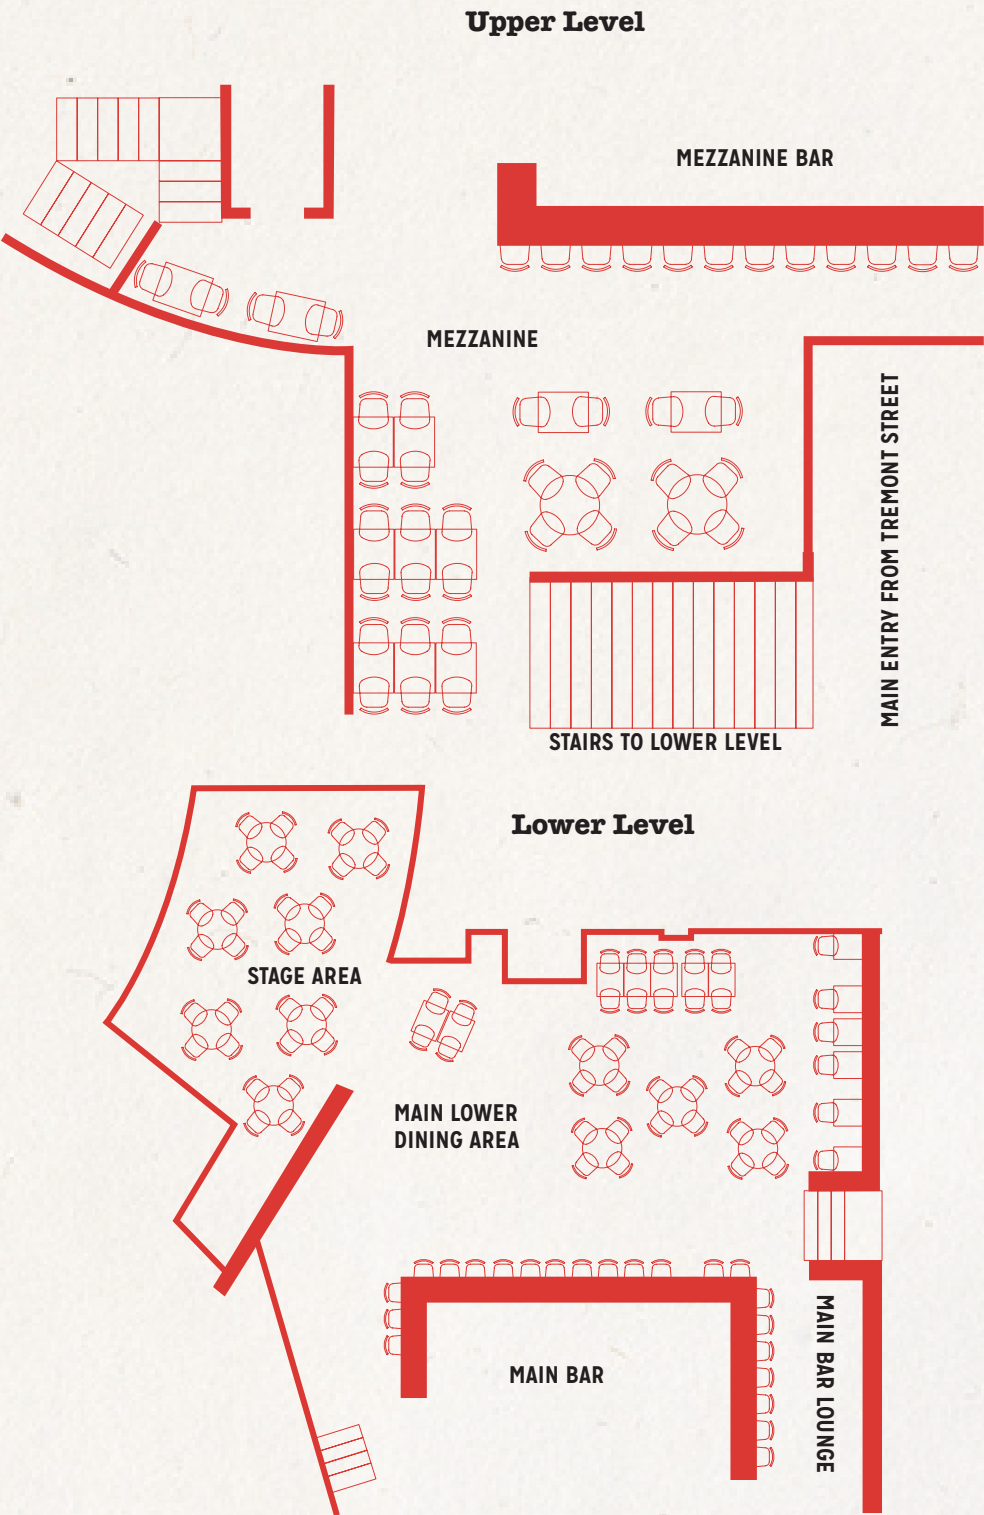 Upper Level
MEZZANINE BAR
MEZZANINE
MAIN ENTRY FROM TREMONT STREET
STAIRS TO LOWER LEVEL
Lower Level
STAGE AREA
MAIN LOWER
DINING AREA
MAIN BAR
MAIN BAR LOUNGE